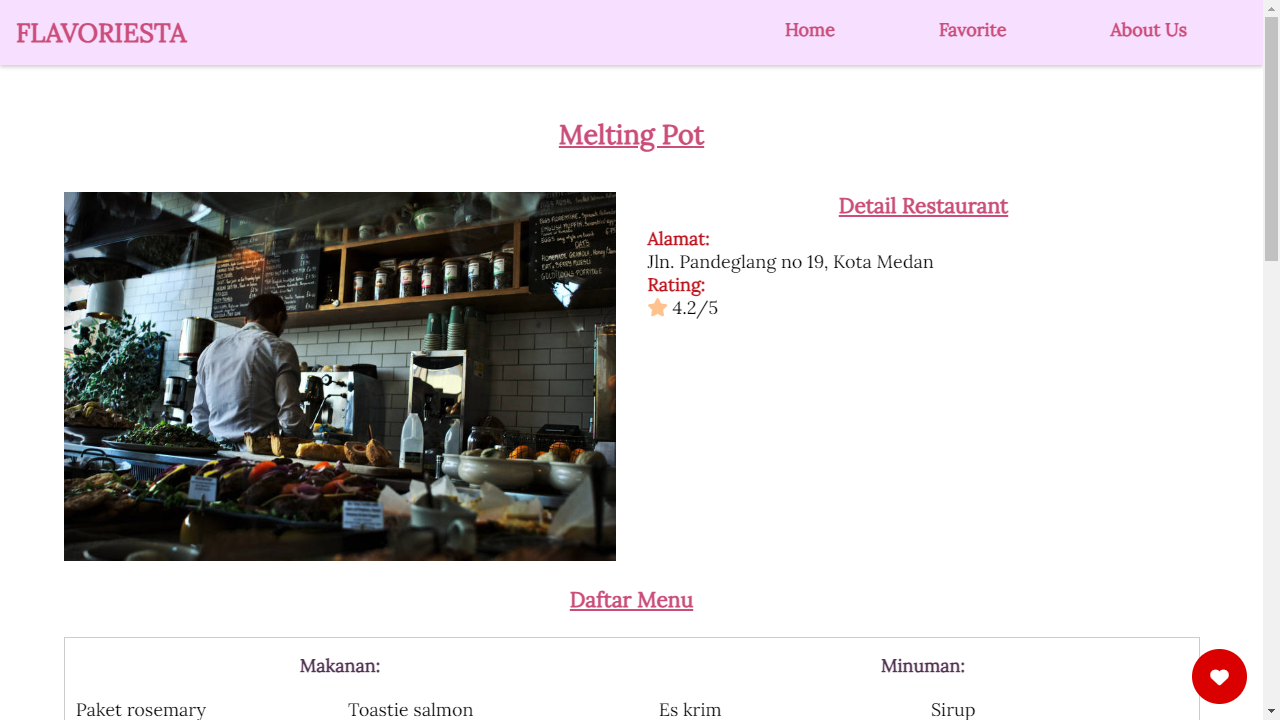 FLAVORIESTA
Home
Favorite
About Us
Melting Pot
Detail Restaurant
Alamat:
Jln. Pandeglang no 19, Kota Medan
Rating:
4.2/5
Daftar Menu
Makanan:
Minuman:
Paket rosemary
Toastie salmon
Es krim
Sirup